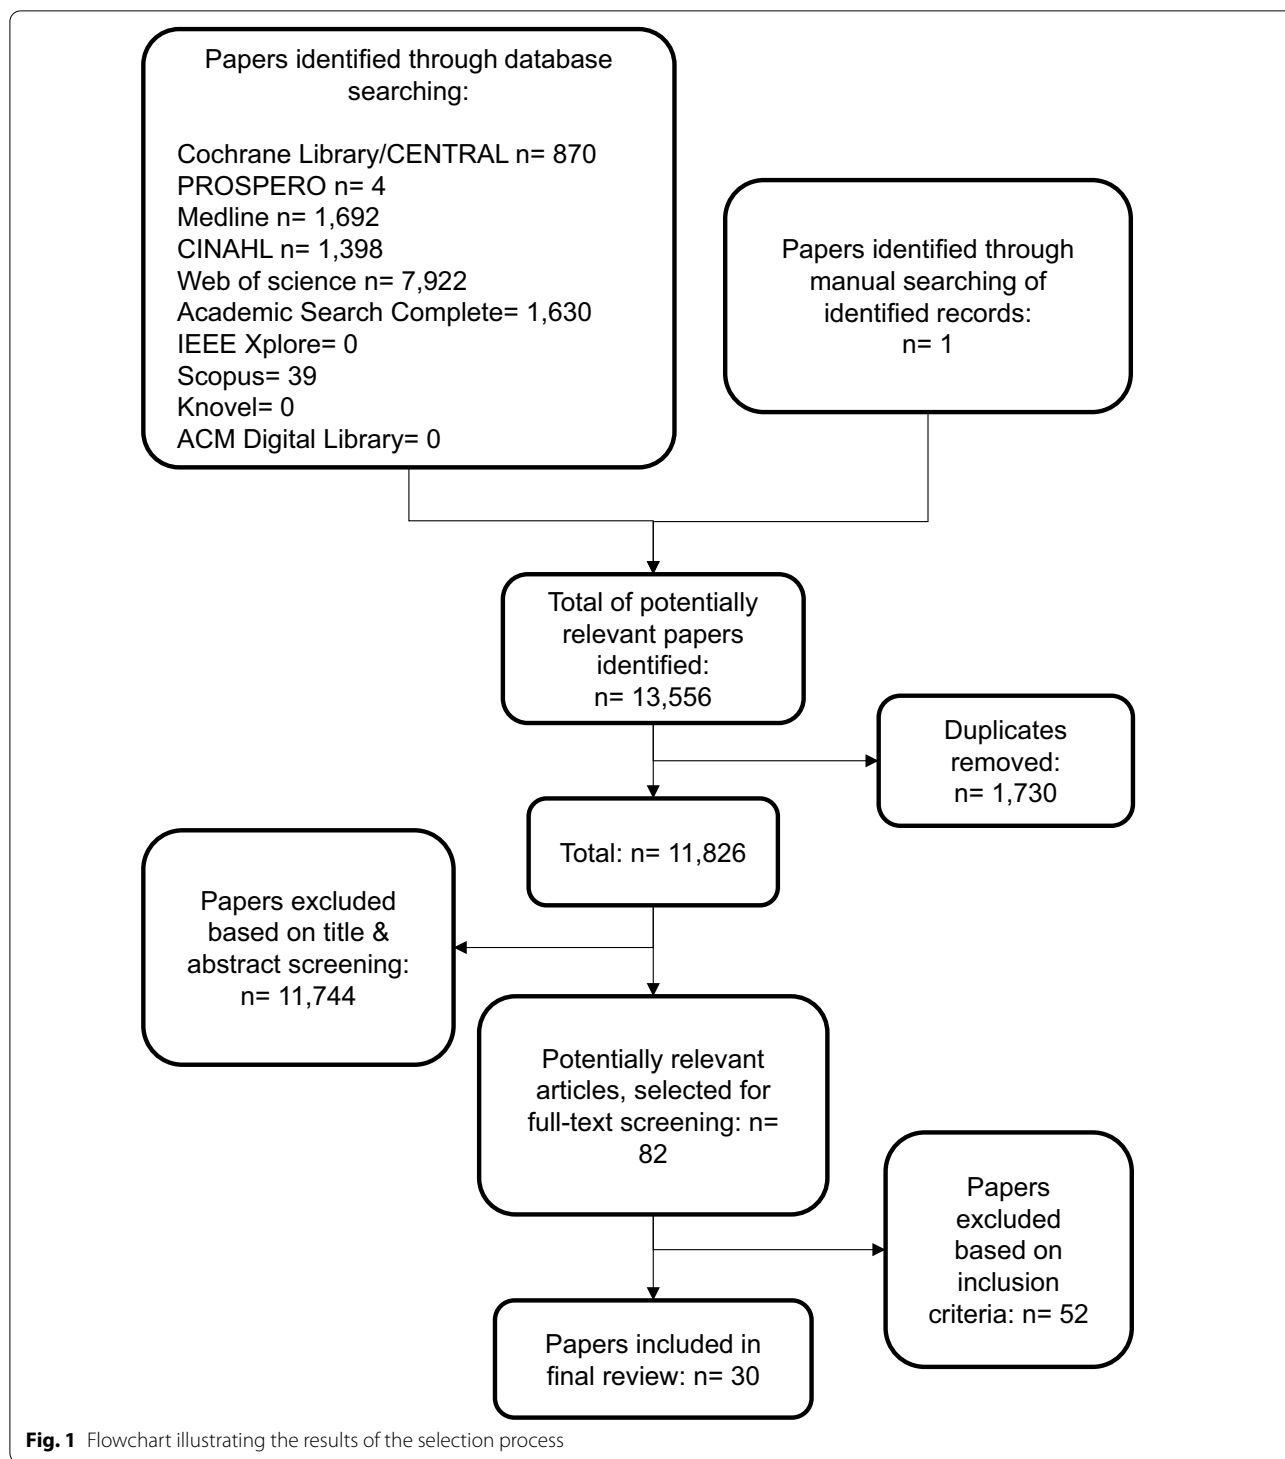 Papers identified through database
searching:
Cochrane Library/CENTRAL n= 870
PROSPERO n= 4
Medline n= 1,692
CINAHL n= 1,398
Web of science n= 7,922
Academic Search Complete= 1,630
IEEE Xplore= 0
Scopus= 39
Knovel= 0
ACM Digital Library= 0
Papers identified through
manual searching of
identified records:
n= 1
Total of potentially
relevant papers
identified:
n= 13,556
Duplicates
removed:
n= 1,730
Total: n= 11,826
Papers excluded
based on title &
abstract screening:
n= 11,744
Potentially relevant
articles, selected for
full-text screening: n=
82
Papers
excluded
based on
inclusion
criteria: n= 52
Papers included in
final review: n= 30
Fig. 1 Flowchart illustrating the results of the selection process